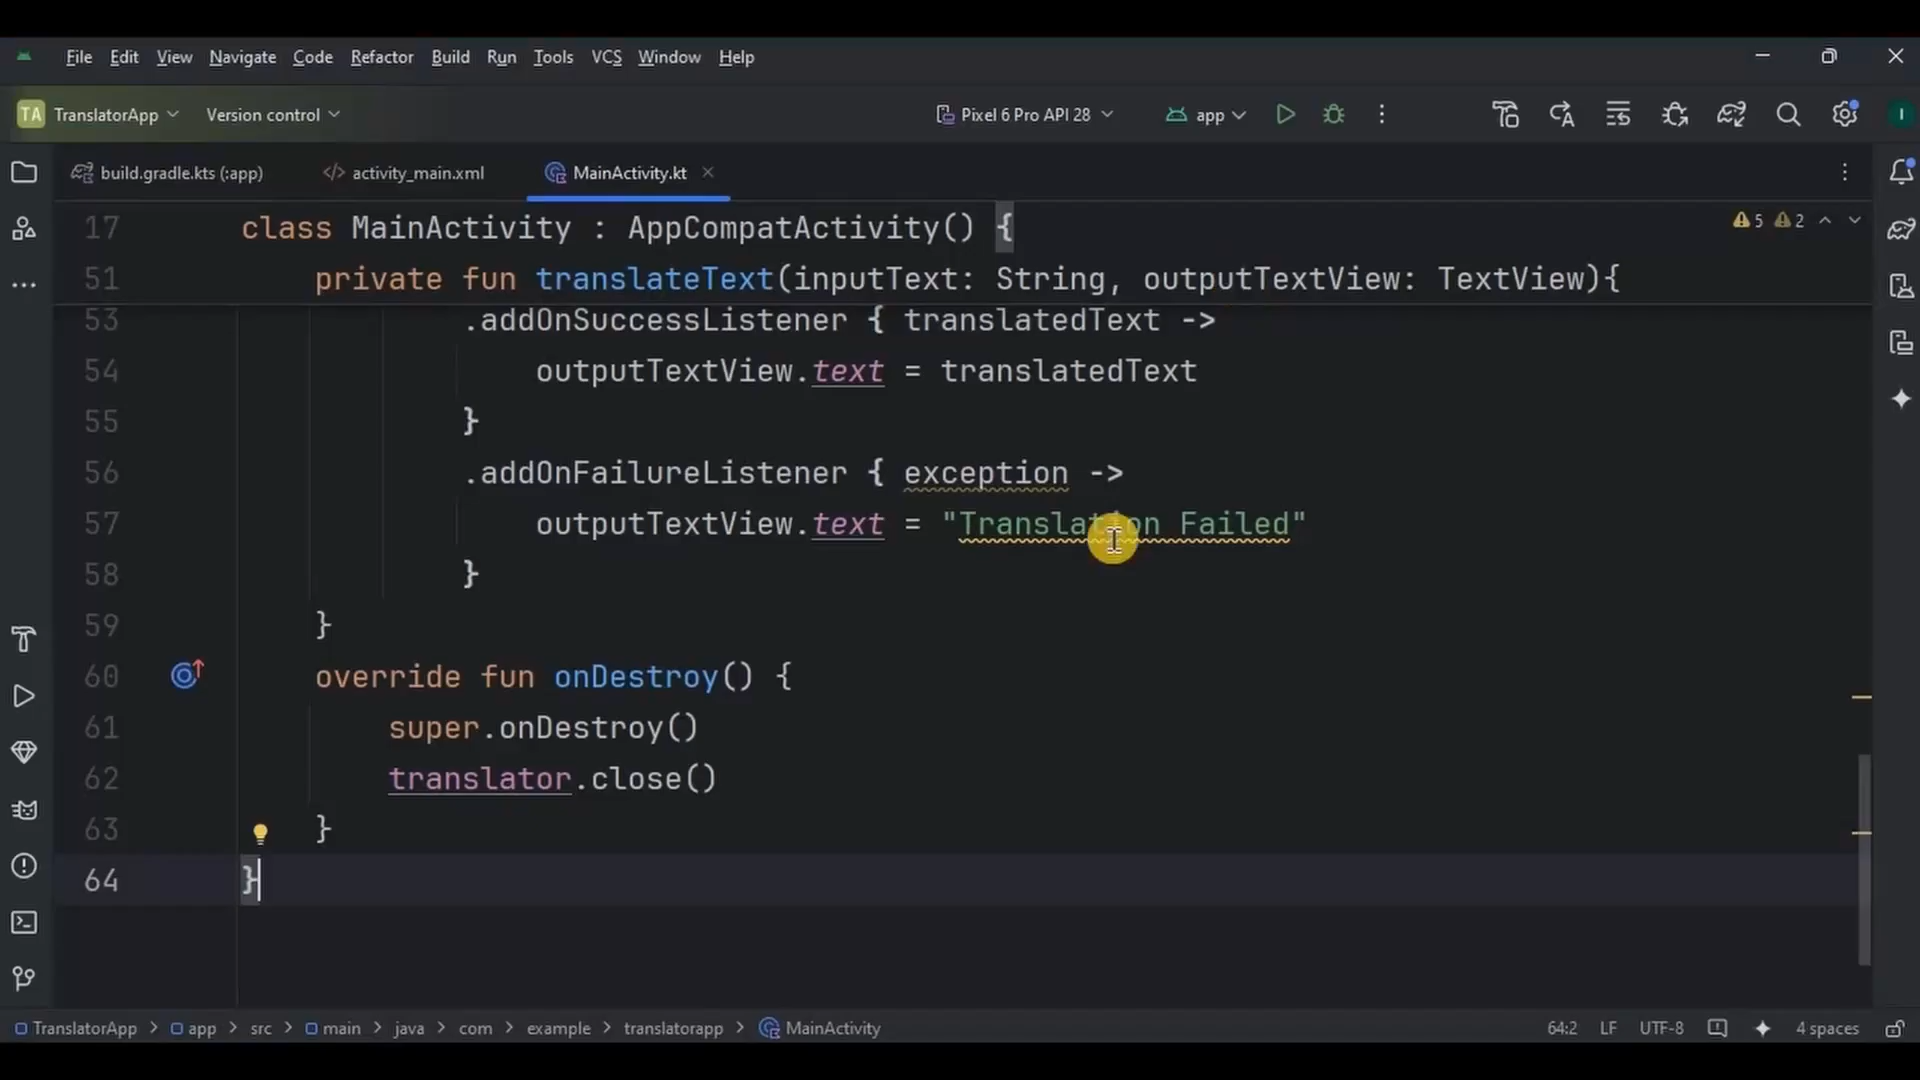 File Edit View Navigate Code Refactor Build Run Tools VCS Window Help
TA TranslatorApp Version control Pixel 6 Pro API 28 app
build.gradle.kts (:app) activity_main.xml MainActivity.kt
17 class MainActivity : AppCompatActivity() { 5 2
51 private fun translateText(inputText: String, outputTextView: TextView){
53 .addOnSuccessListener { translatedText ->
54 outputTextView.text = translatedText
55 }
56 .addOnFailureListener { exception ->
57 outputTextView.text = "Translation Failed"
58 }
59 }
60 override fun onDestroy() {
61 super.onDestroy()
62 translator.close()
63 }
64 }
TranslatorApp > app > src > main > java > com > example > translatorapp > MainActivity 64:2 LF UTF-8 4 spaces